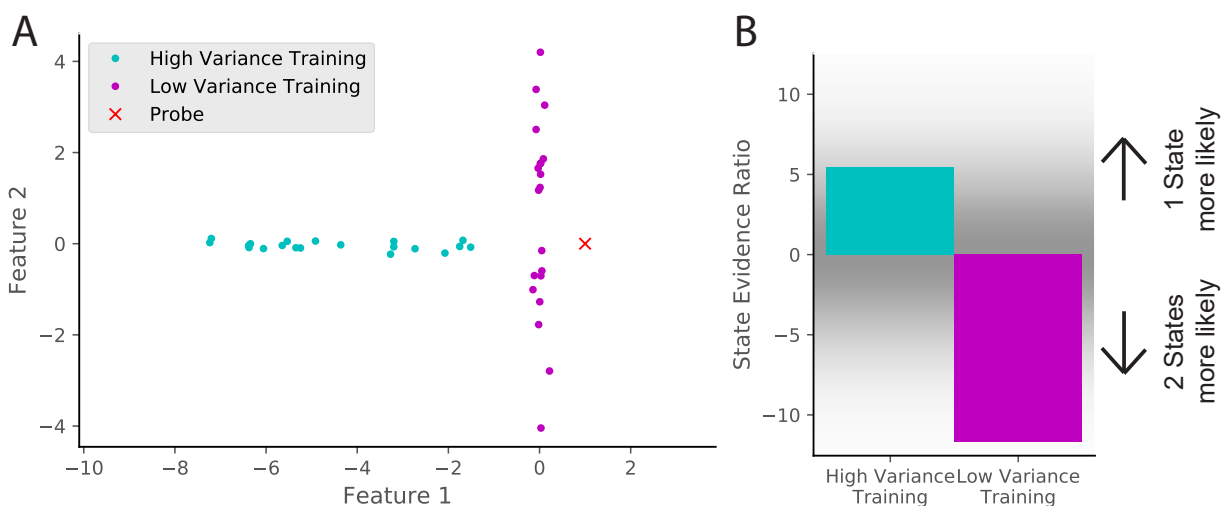 A
High Variance Training
Low Variance Training
Probe
4
2
0
−2
−4
Feature 2
−10
−8
−6
−4
−2
0
2
Feature 1
B
10
5
0
−5
−10
State Evidence Ratio
High Variance
Training
Low Variance
Training
1 State
more likely
2 States
more likely